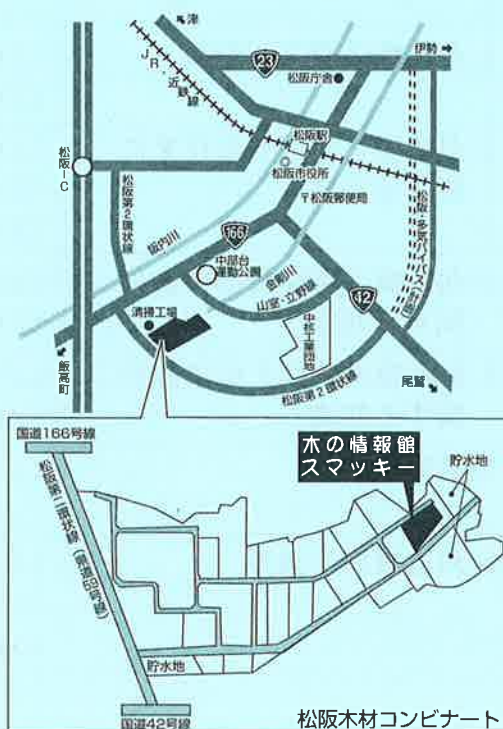 津
伊勢
23
JR・近鉄線
松阪庁舎
松阪駅
松阪市役所
〒松阪郵便局
松阪IC
松阪第2環状線
阪内川
166
中部台
運動公園
金剛川
山室・立野線
42
松阪・多気バイパス(計画)
清掃工場
中核工業団地
松阪第2環状線
飯高町
尾鷲
国道166号線
松阪第二環状線(県道59号線)
木の情報館
スマッキー
貯水地
貯水地
国道42号線
松阪木材コンビナート